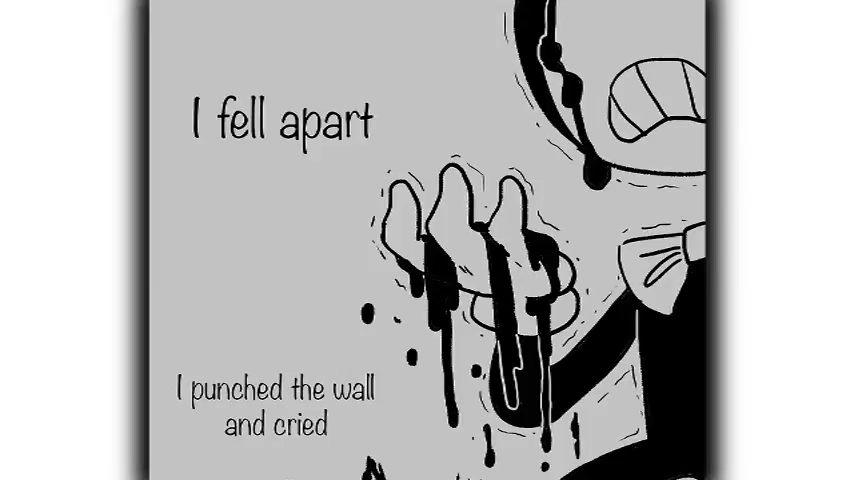 I fell apart
I punched the wall
and cried